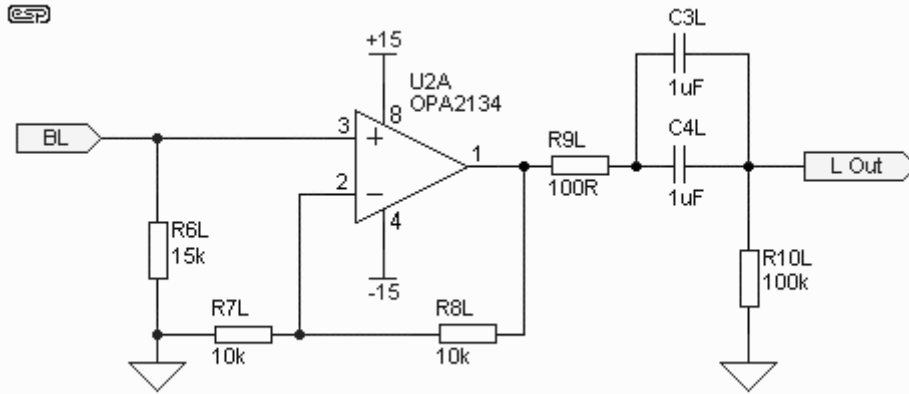 esp
C3L
1uF
+15
U2A
OPA2134
8
BL
3
+
1
R9L
100R
C4L
1uF
L Out
2
−
4
R6L
15k
-15
R10L
100k
R7L
10k
R8L
10k